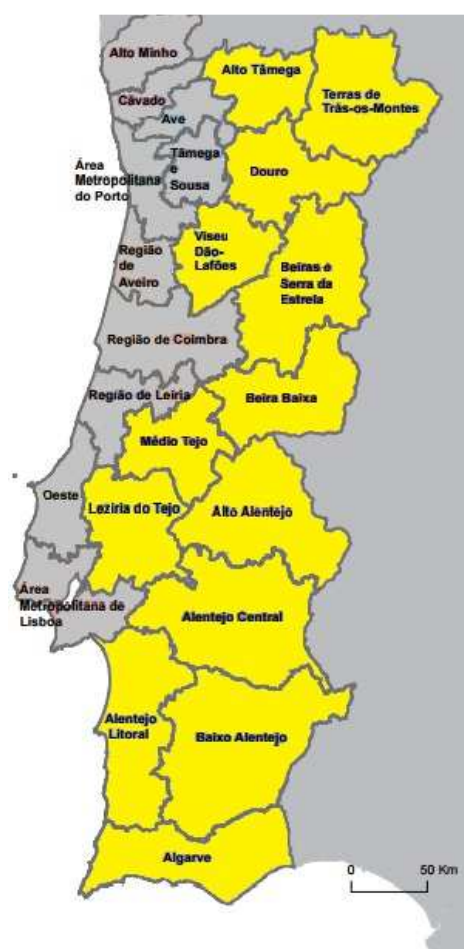 Alto Minho
Alto Tâmega
Terras de
Trás-os-Montes
Cávado
Ave
Tâmega
e
Sousa
Área
Metropolitana
do Porto
Douro
Viseu
Dão-
Lafões
Região
de
Aveiro
Beiras e
Serra da
Estrela
Região de Coimbra
Região de Leiria
Beira Baixa
Médio Tejo
Oeste
Leziria do Tejo
Alto Alentejo
Área
Metropolitana de
Lisboa
Alentejo Central
Alentejo
Litoral
Baixo Alentejo
Algarve
0 50 Km